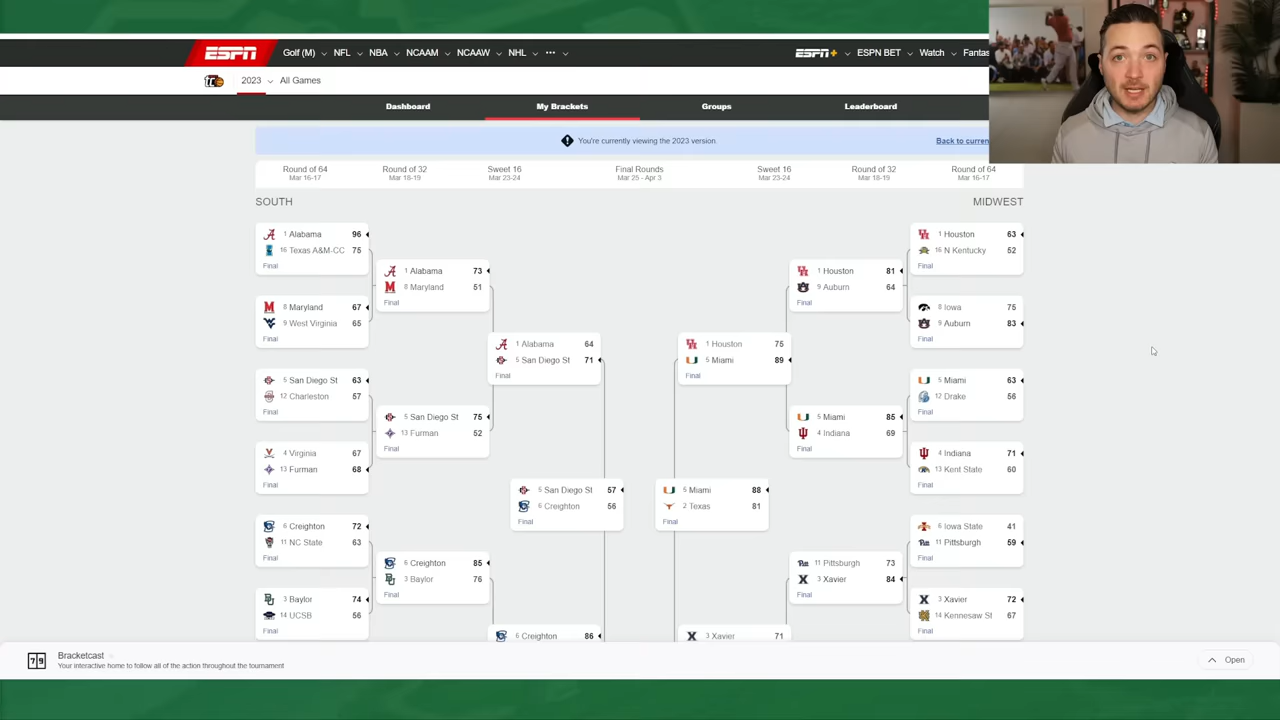 ESPN
Golf (M) NFL NBA NCAAM NCAAW NHL
ESPN+ ESPN BET Watch Fantas
2023 All Games
Dashboard My Brackets Groups Leaderboard
You're currently viewing the 2023 version.
Back to curren
Round of 64 Round of 32 Sweet 16 Final Rounds Sweet 16 Round of 32 Round of 64
Mar 16-17 Mar 18-19 Mar 23-24 Mar 25 - Apr 3 Mar 23-24 Mar 18-19 Mar 16-17
SOUTH
MIDWEST
1 Alabama 96
16 Texas A&M-CC 75
Final
8 Maryland 67
9 West Virginia 65
Final
5 San Diego St 63
12 Charleston 57
Final
4 Virginia 67
13 Furman 68
Final
6 Creighton 72
11 NC State 63
Final
3 Baylor 74
14 UCSB 56
Final
1 Alabama 73
8 Maryland 51
Final
5 San Diego St 75
13 Furman 52
Final
6 Creighton 85
3 Baylor 76
Final
1 Alabama 64
5 San Diego St 71
Final
6 Creighton 86
5 San Diego St 57
6 Creighton 56
Final
5 Miami 88
2 Texas 81
Final
1 Houston 75
5 Miami 89
Final
3 Xavier 71
1 Houston 81
9 Auburn 64
Final
5 Miami 85
4 Indiana 69
Final
11 Pittsburgh 73
3 Xavier 84
Final
1 Houston 63
16 N Kentucky 52
Final
8 Iowa 75
9 Auburn 83
Final
5 Miami 63
12 Drake 56
Final
4 Indiana 71
13 Kent State 60
Final
6 Iowa State 41
11 Pittsburgh 59
Final
3 Xavier 72
14 Kennesaw St 67
Final
Bracketcast
Your interactive home to follow all of the action throughout the tournament
Open